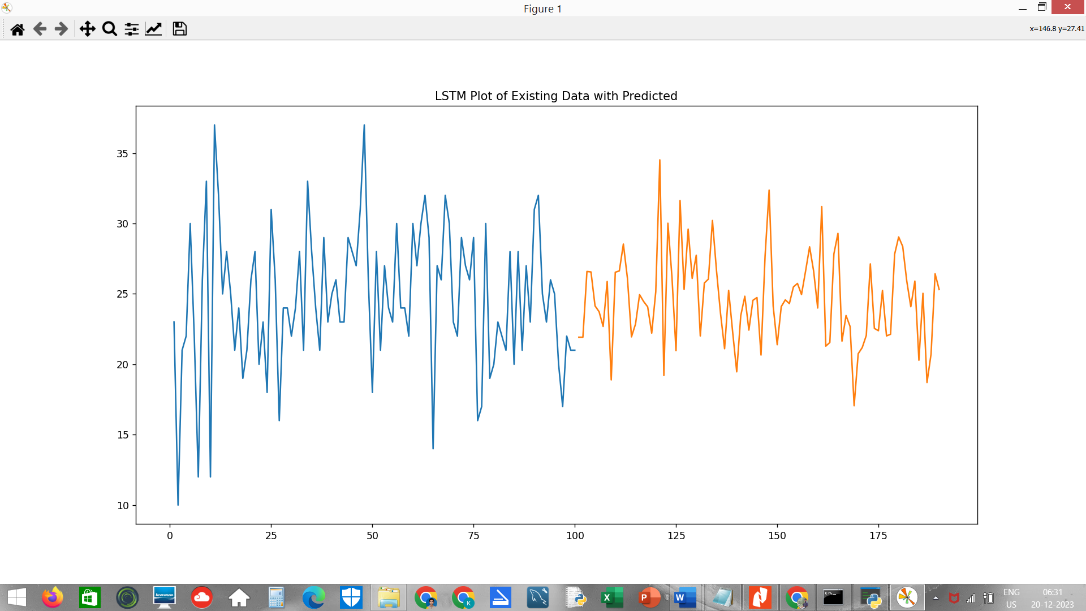 Figure 1
x=146.8 y=27.41
LSTM Plot of Existing Data with Predicted
35
30
25
20
15
10
0 25 50 75 100 125 150 175
ENG 06:31
US 20-12-2023